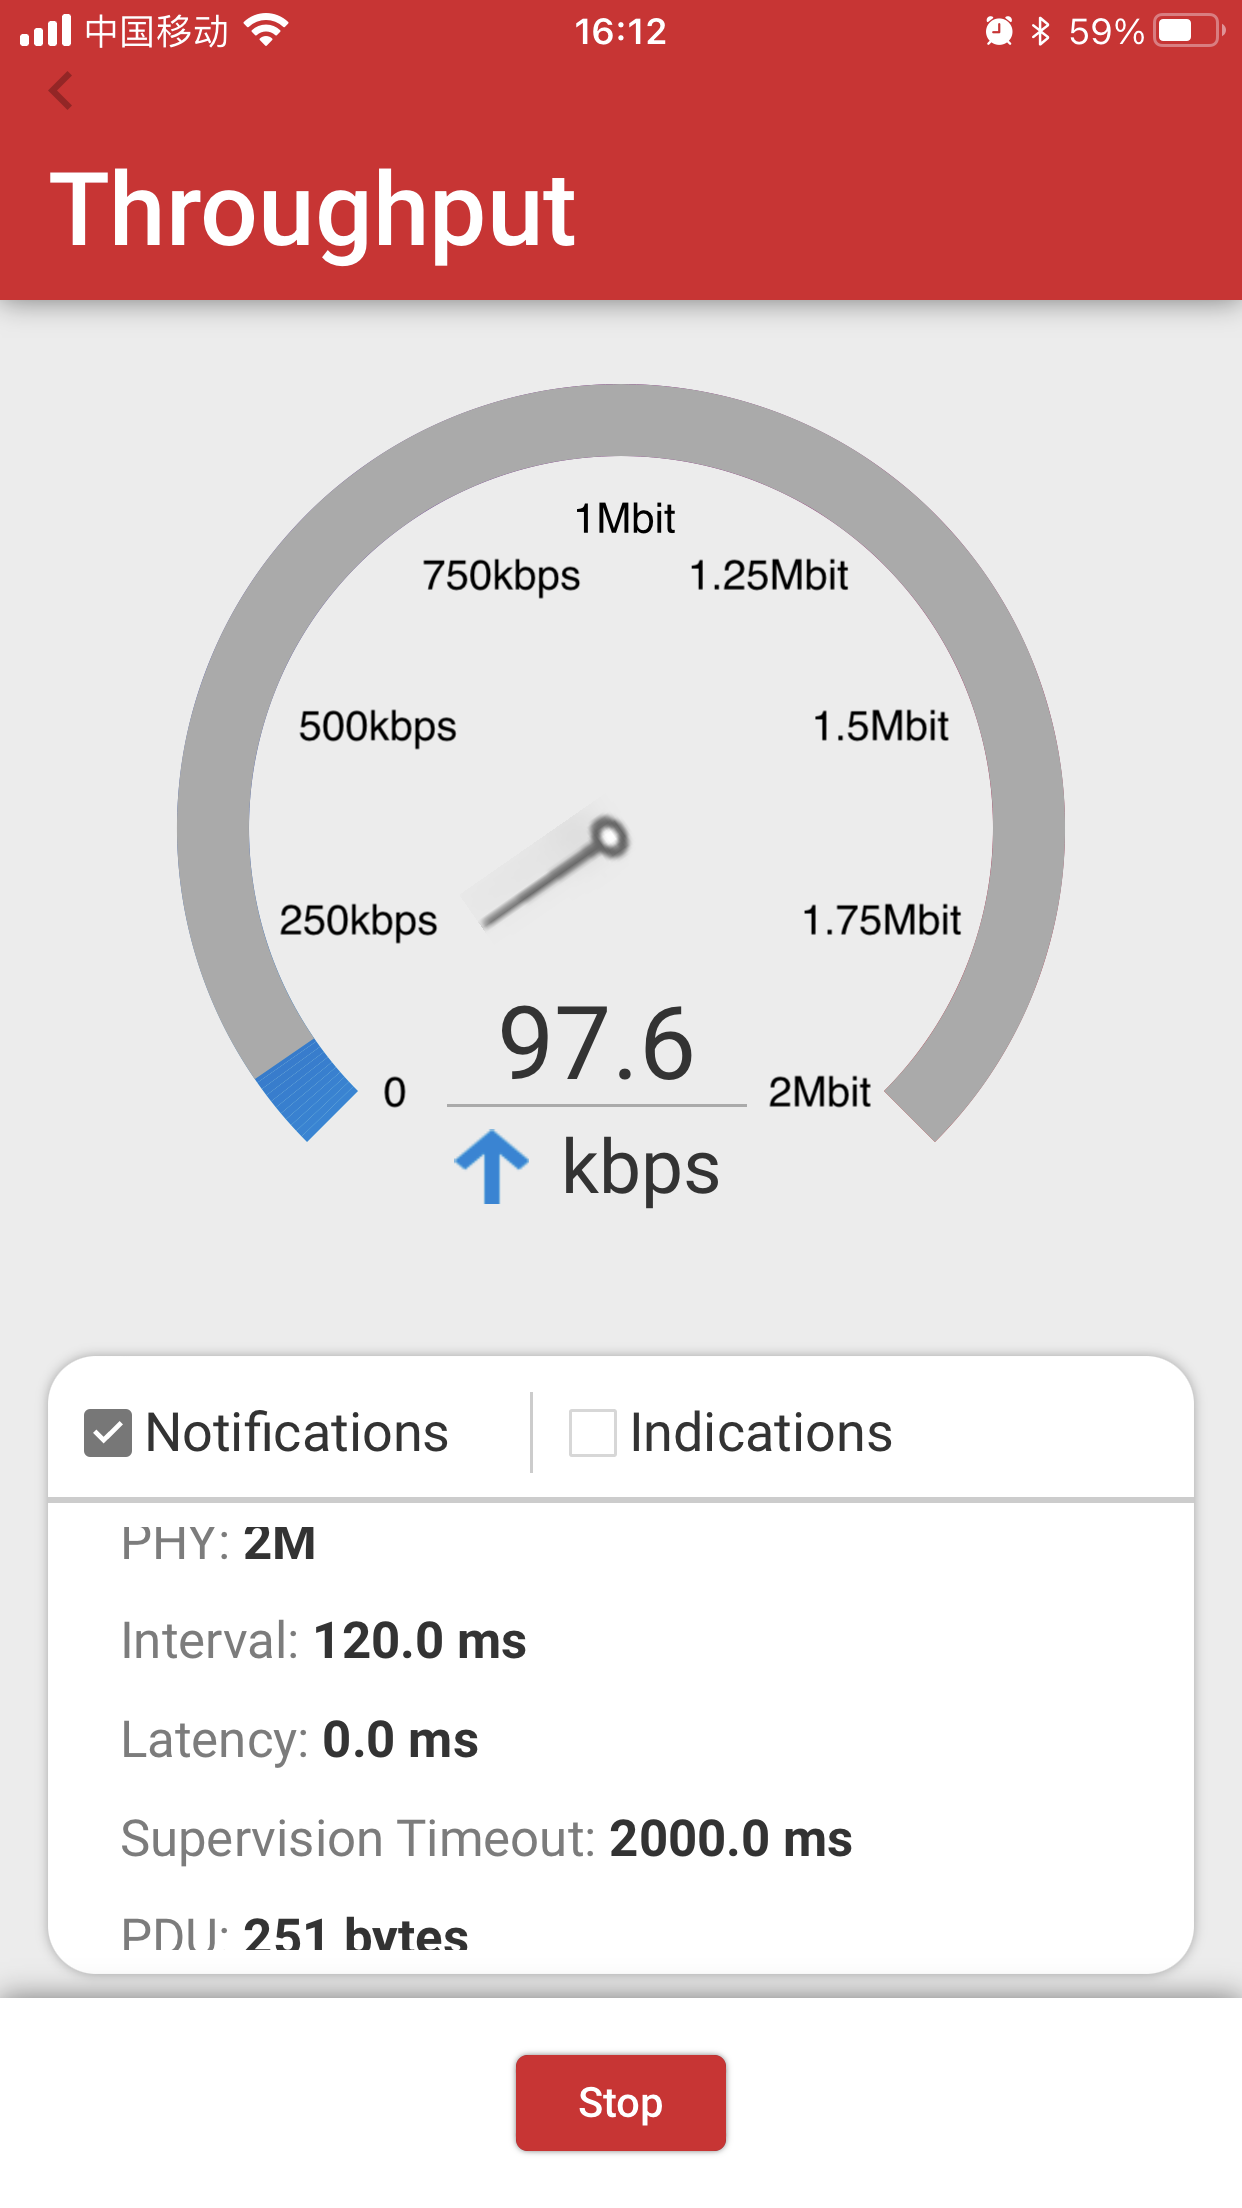 中国移动 16:12 59%
Throughput
1Mbit
750kbps 1.25Mbit
500kbps 1.5Mbit
250kbps 1.75Mbit
97.6
0 2Mbit
kbps
Notifications Indications
PHY: 2M
Interval: 120.0 ms
Latency: 0.0 ms
Supervision Timeout: 2000.0 ms
PDU: 251 bytes
Stop